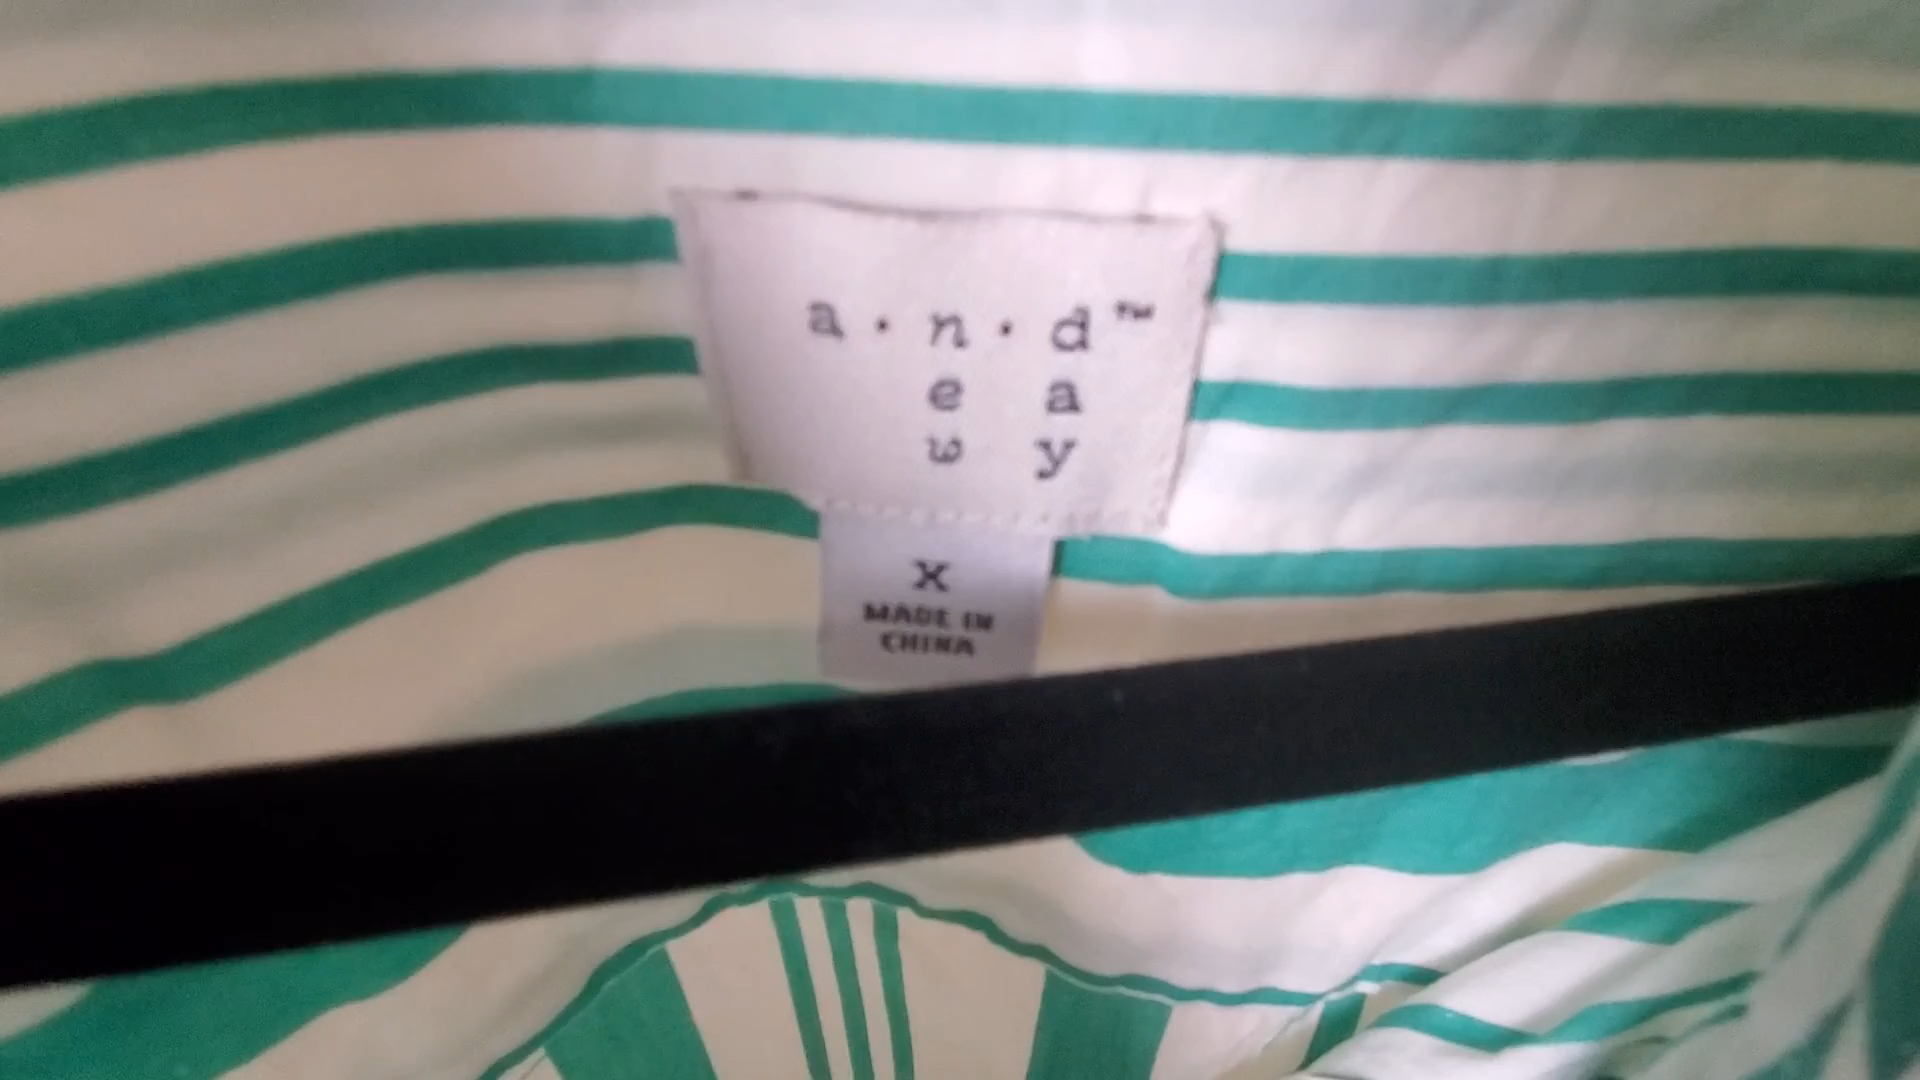 a · n · d™
e a
w y
X
MADE IN
CHINA